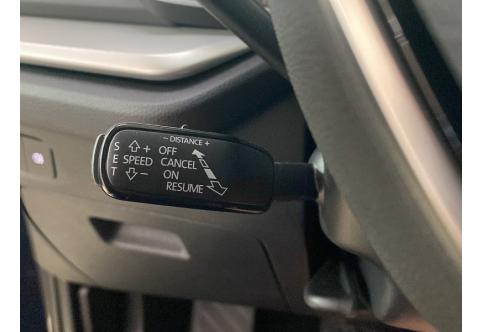 − DISTANCE +
S + OFF
E SPEED CANCEL
T − ON
RESUME